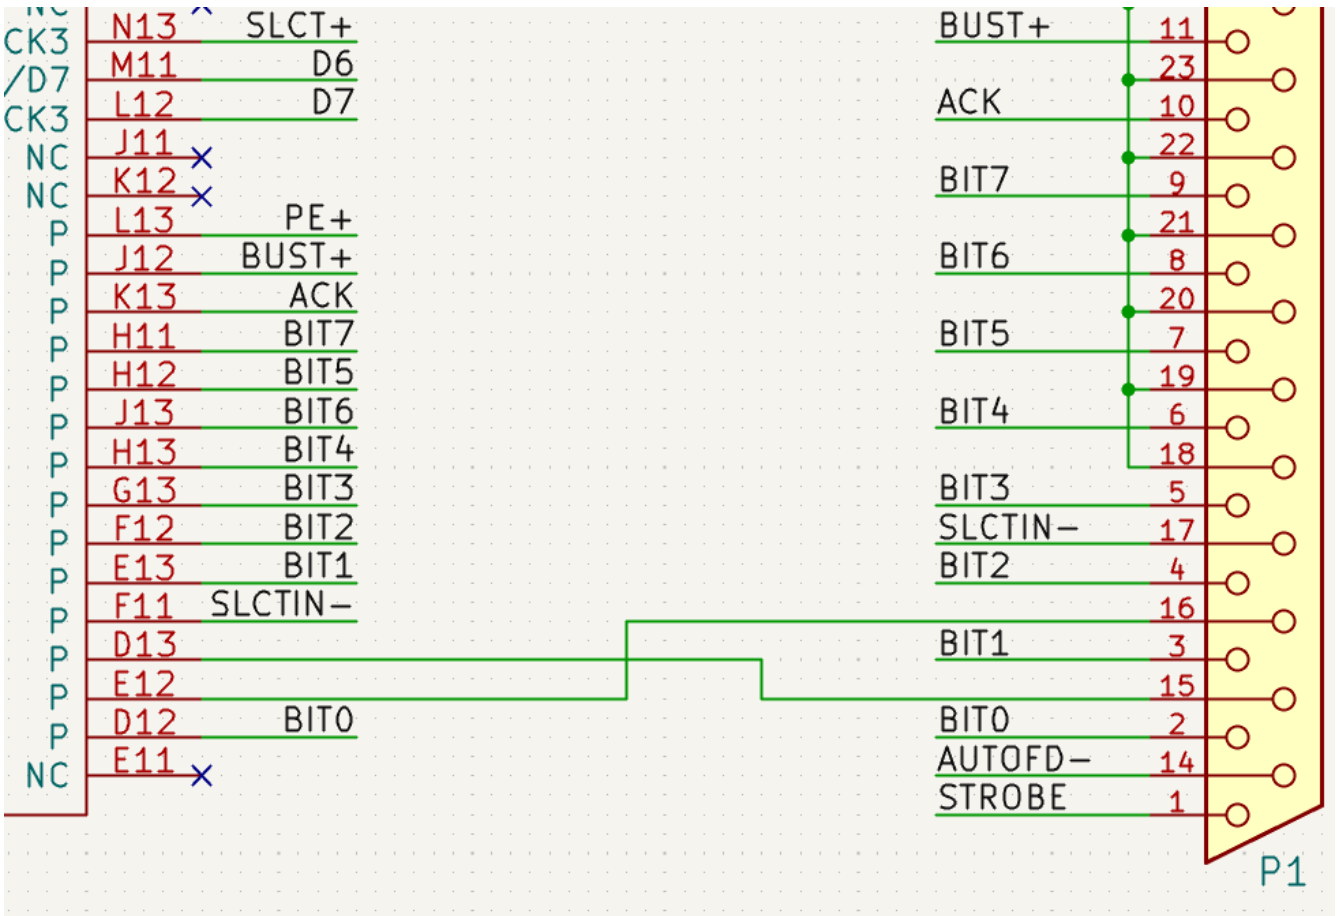 NC
CK3 N13 SLCT+
/D7 M11 D6
CK3 L12 D7
NC J11
NC K12
P L13 PE+
P J12 BUST+
P K13 ACK
P H11 BIT7
P H12 BIT5
P J13 BIT6
P H13 BIT4
P G13 BIT3
P F12 BIT2
P E13 BIT1
P F11 SLCTIN-
P D13
P E12
P D12 BIT0
NC E11
BUST+ 11
23
ACK 10
22
BIT7 9
21
BIT6 8
20
BIT5 7
19
BIT4 6
18
BIT3 5
SLCTIN- 17
BIT2 4
16
BIT1 3
15
BIT0 2
AUTOFD- 14
STROBE 1
P1